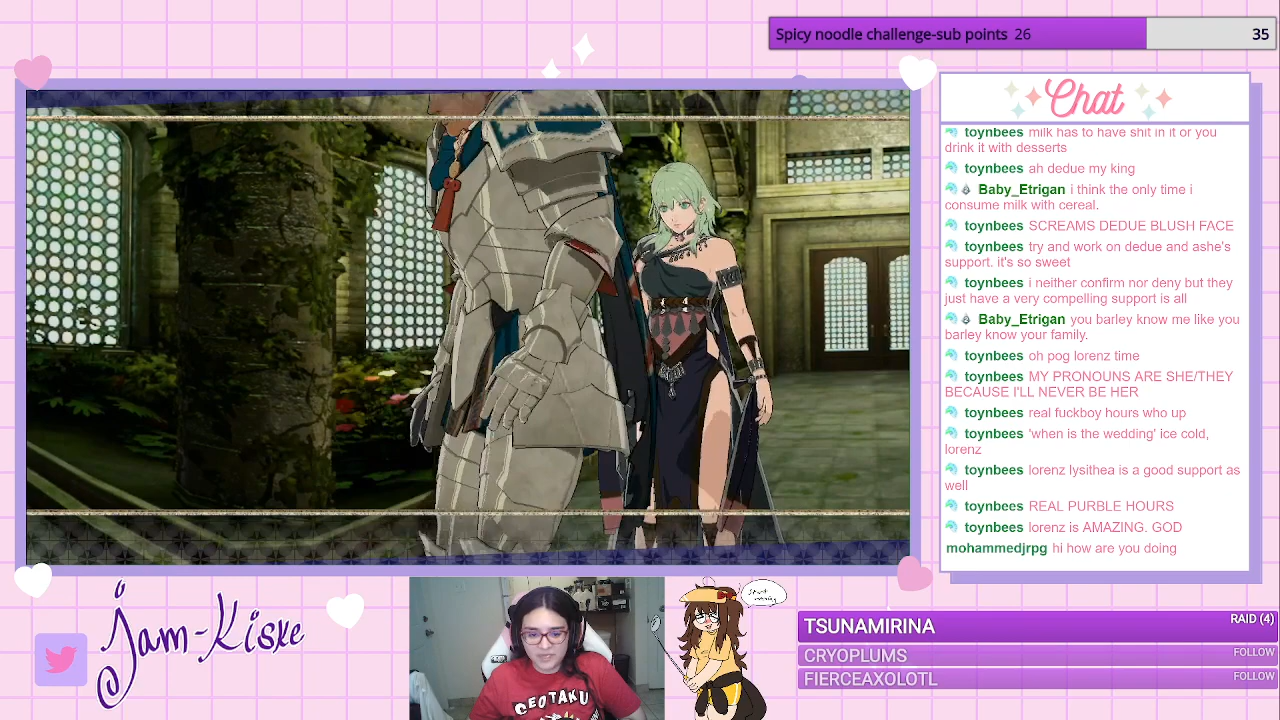 Spicy noodle challenge-sub points 26
35
Chat
toynbees milk has to have shit in it or you
drink it with desserts
toynbees ah dedue my king
Baby_Etrigan i think the only time i
consume milk with cereal.
toynbees SCREAMS DEDUE BLUSH FACE
toynbees try and work on dedue and ashe's
support. it's so sweet
toynbees i neither confirm nor deny but they
just have a very compelling support is all
Baby_Etrigan you barley know me like you
barley know your family.
toynbees oh pog lorenz time
toynbees MY PRONOUNS ARE SHE/THEY
BECAUSE I'LL NEVER BE HER
toynbees real fuckboy hours who up
toynbees 'when is the wedding' ice cold,
lorenz
toynbees lorenz lysithea is a good support as
well
toynbees REAL PURBLE HOURS
toynbees lorenz is AMAZING. GOD
mohammedjrpg hi how are you doing
@Jam-Kiske
GEOTAKU
TSUNAMIRINA
RAID (4)
CRYOPLUMS
FOLLOW
FIERCEAXOLOTL
FOLLOW